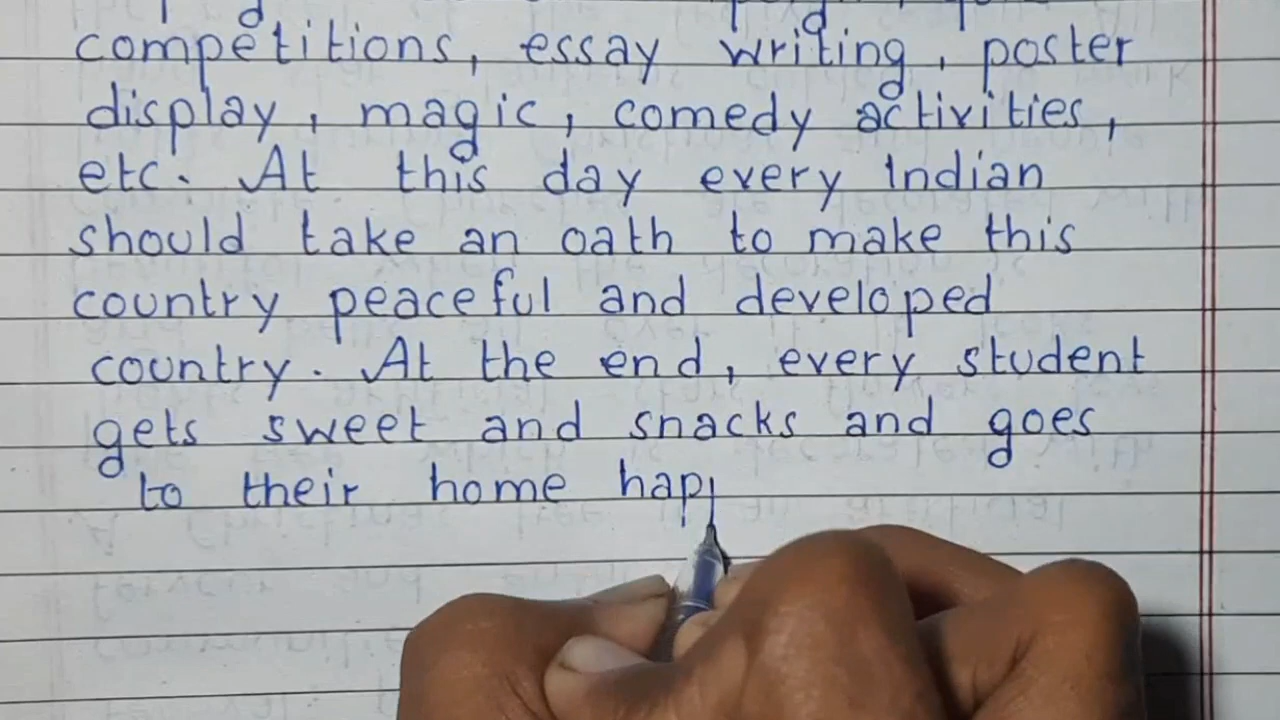 competitions, essay writing, poster
display, magic, comedy activities,
etc. At this day every Indian
should take an oath to make this
country peaceful and developed
country. At the end, every student
gets sweet and snacks and goes
to their home hap